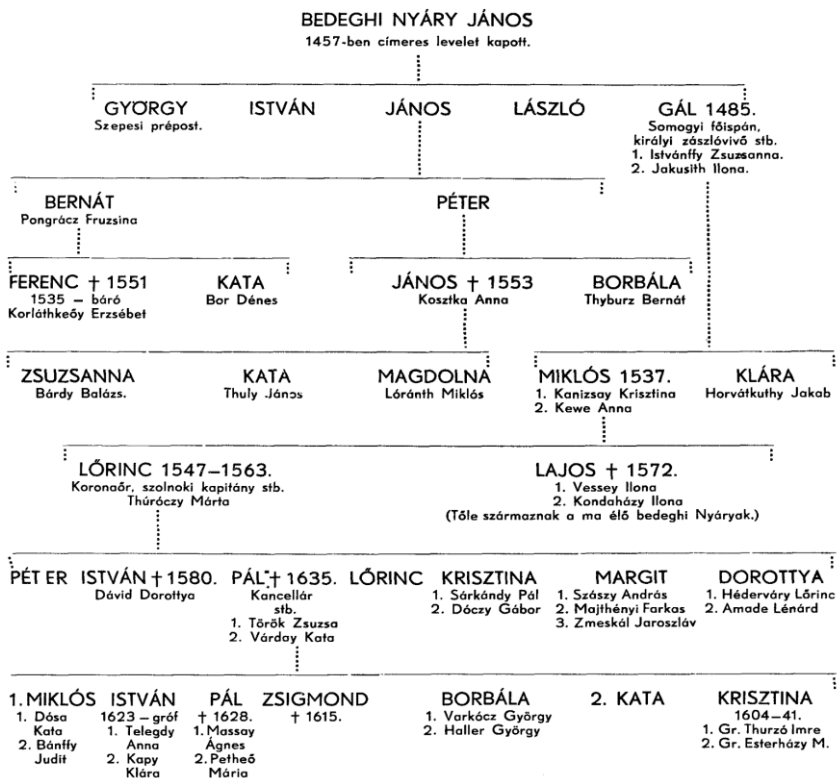 BEDEGHI NYÁRY JÁNOS
1457-ben címeres levelet kapott.
GYÖRGY ISTVÁN JÁNOS LÁSZLÓ GÁL 1485.
Szepesi prépost.
Somogyi főispán,
királyi zászlóvivő stb.
1. Istvánffy Zsuzsanna.
2. Jakusith Ilona.
BERNÁT PÉTER
Pongrácz Fruzsina
FERENC † 1551 KATA JÁNOS † 1553 BORBÁLA
1535 – báró Bor Dénes Kosztka Anna Thyburz Bernát
Korláthkeőy Erzsébet
ZSUZSANNA KATA MAGDOLNA MIKLÓS 1537. KLÁRA
Bárdy Balázs. Thuly János Lóránth Miklós 1. Kanizsay Krisztina Horvátkuthy Jakab
2. Kewe Anna
LŐRINC 1547–1563. LAJOS † 1572.
Koronaőr, szolnoki kapitány stb. 1. Vessey Ilona
Thúróczy Márta 2. Kondaházy Ilona
(Tőle származnak a ma élő bedeghi Nyáryak.)
PÉTER ISTVÁN † 1580. PÁL † 1635. LŐRINC KRISZTINA MARGIT DOROTTYA
Dávid Dorottya Kancellár 1. Sárkándy Pál 1. Szászy András 1. Héderváry Lőrinc
stb. 2. Dóczy Gábor 2. Majthényi Farkas 2. Amade Lénárd
1. Török Zsuzsa 3. Zmeskál Jaroszláv
2. Várday Kata
1. MIKLÓS ISTVÁN PÁL ZSIGMOND BORBÁLA 2. KATA KRISZTINA
1. Dósa 1623 – gróf † 1628. † 1615. 1. Varkócz György 1604–41.
Kata 1. Telegdy 1. Massay 2. Haller György 1. Gr. Thurzó Imre
2. Bánffy Anna Ágnes 2. Gr. Esterházy M.
Judit 2. Kapy 2. Petheő
Klára Mária